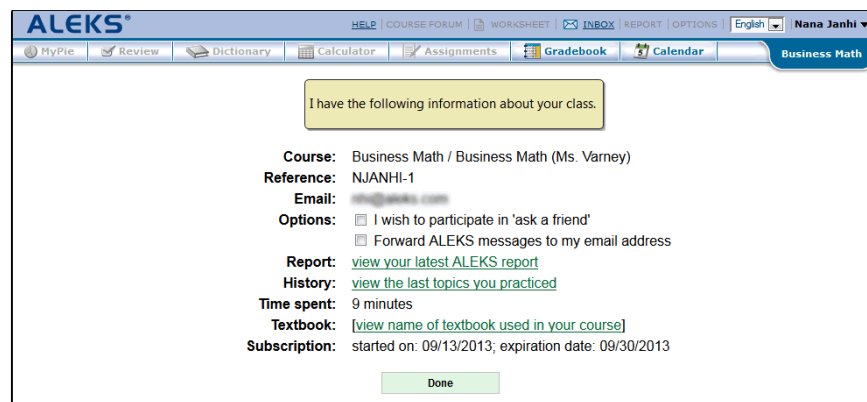 ALEKS®
HELP | COURSE FORUM | WORKSHEET | INBOX | REPORT | OPTIONS | English | Nana Janhi
MyPie Review Dictionary Calculator Assignments Gradebook 5 Calendar Business Math
I have the following information about your class.
Course: Business Math / Business Math (Ms. Varney)
Reference: NJANHI-1
Email: @aleks.com
Options: I wish to participate in 'ask a friend'
Forward ALEKS messages to my email address
Report: view your latest ALEKS report
History: view the last topics you practiced
Time spent: 9 minutes
Textbook: [view name of textbook used in your course]
Subscription: started on: 09/13/2013; expiration date: 09/30/2013
Done